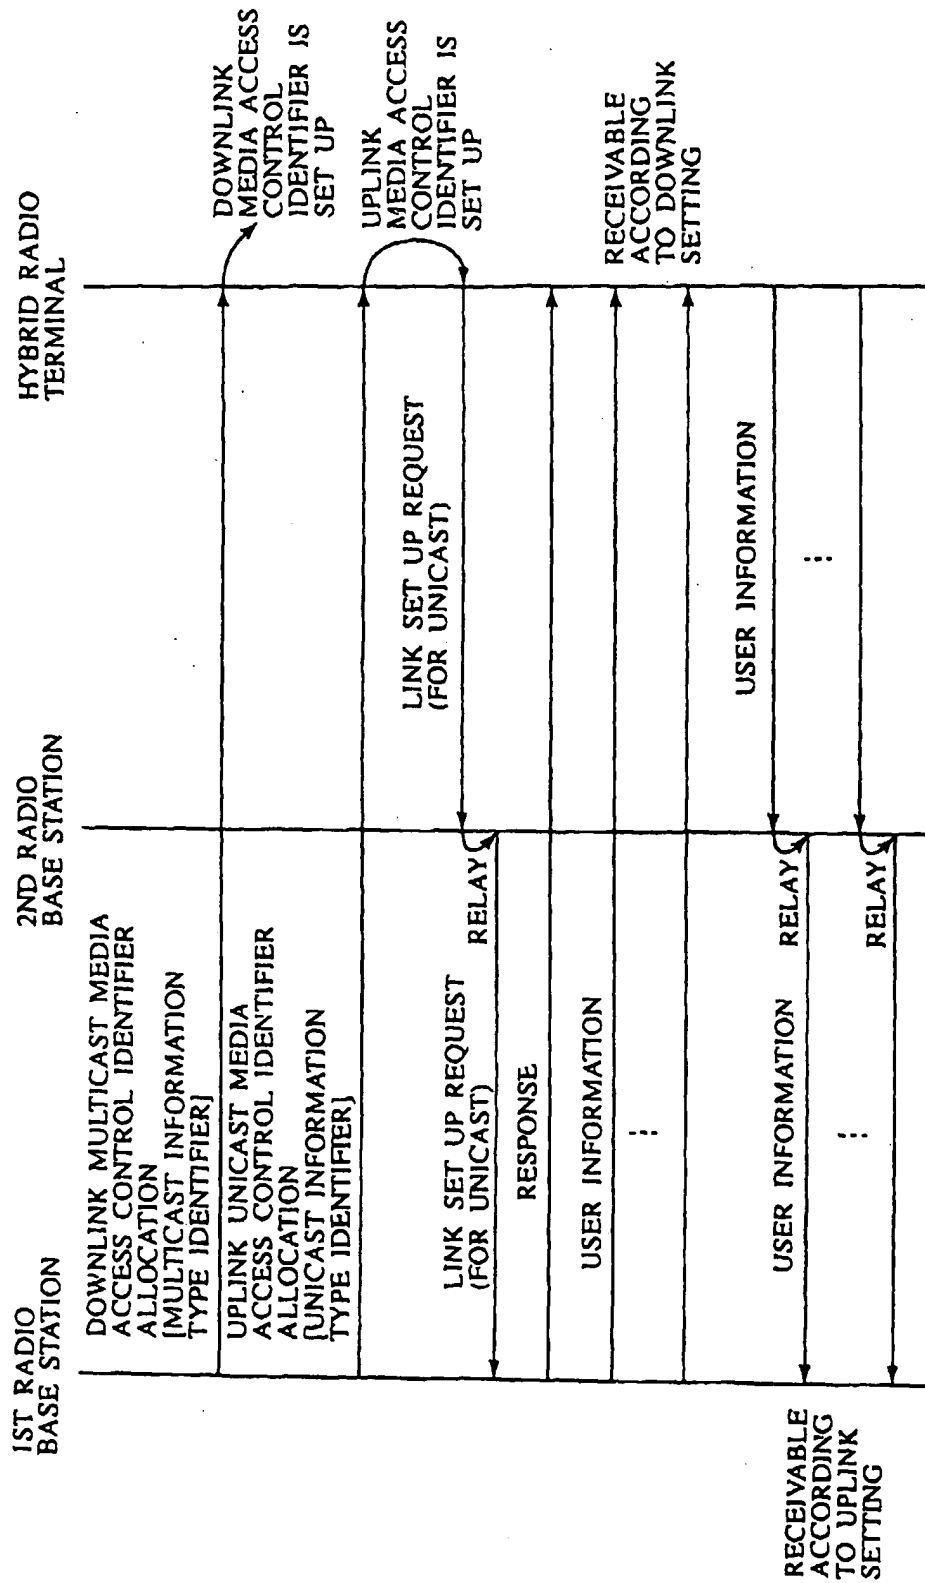 1ST RADIO
BASE STATION
2ND RADIO
BASE STATION
HYBRID RADIO
TERMINAL
DOWNLINK MULTICAST MEDIA
ACCESS CONTROL IDENTIFIER
ALLOCATION
[MULTICAST INFORMATION
TYPE IDENTIFIER]
DOWNLINK
MEDIA ACCESS
CONTROL
IDENTIFIER IS
SET UP
UPLINK UNICAST MEDIA
ACCESS CONTROL IDENTIFIER
ALLOCATION
[UNICAST INFORMATION
TYPE IDENTIFIER]
UPLINK
MEDIA ACCESS
CONTROL
IDENTIFIER IS
SET UP
LINK SET UP REQUEST
(FOR UNICAST)
RELAY
LINK SET UP REQUEST
(FOR UNICAST)
RESPONSE
USER INFORMATION
...
RECEIVABLE
ACCORDING
TO DOWNLINK
SETTING
USER INFORMATION
...
RELAY
USER INFORMATION
...
RELAY
RECEIVABLE
ACCORDING
TO UPLINK
SETTING